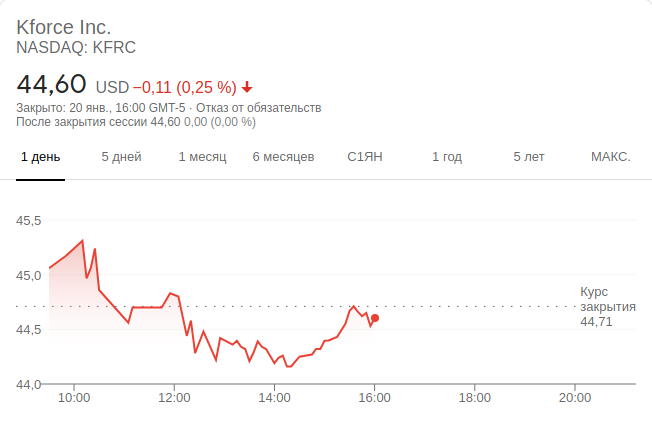 Kforce Inc.
NASDAQ: KFRC
44,60 USD −0,11 (0,25 %)
Закрыто: 20 янв., 16:00 GMT-5 · Отказ от обязательств
После закрытия сессии 44,60 0,00 (0,00 %)
1 день 5 дней 1 месяц 6 месяцев С1ЯН 1 год 5 лет МАКС.
45,5
45,0
Курс
закрытия
44,71
44,5
44,0
10:00 12:00 14:00 16:00 18:00 20:00